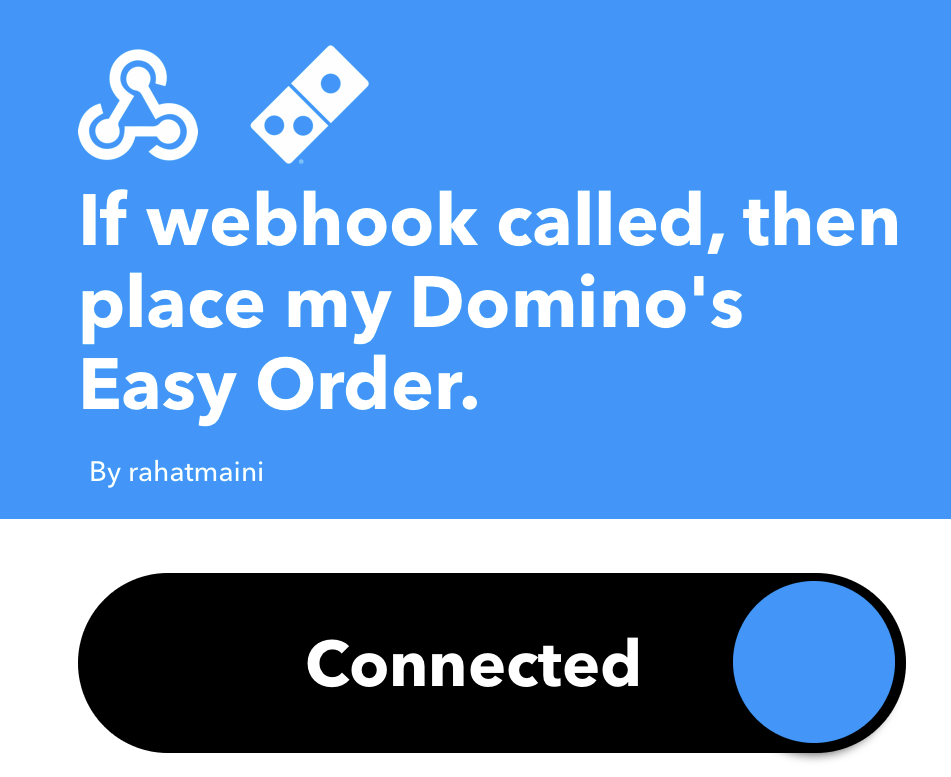 If webhook called, then
place my Domino's
Easy Order.
By rahatmaini
Connected